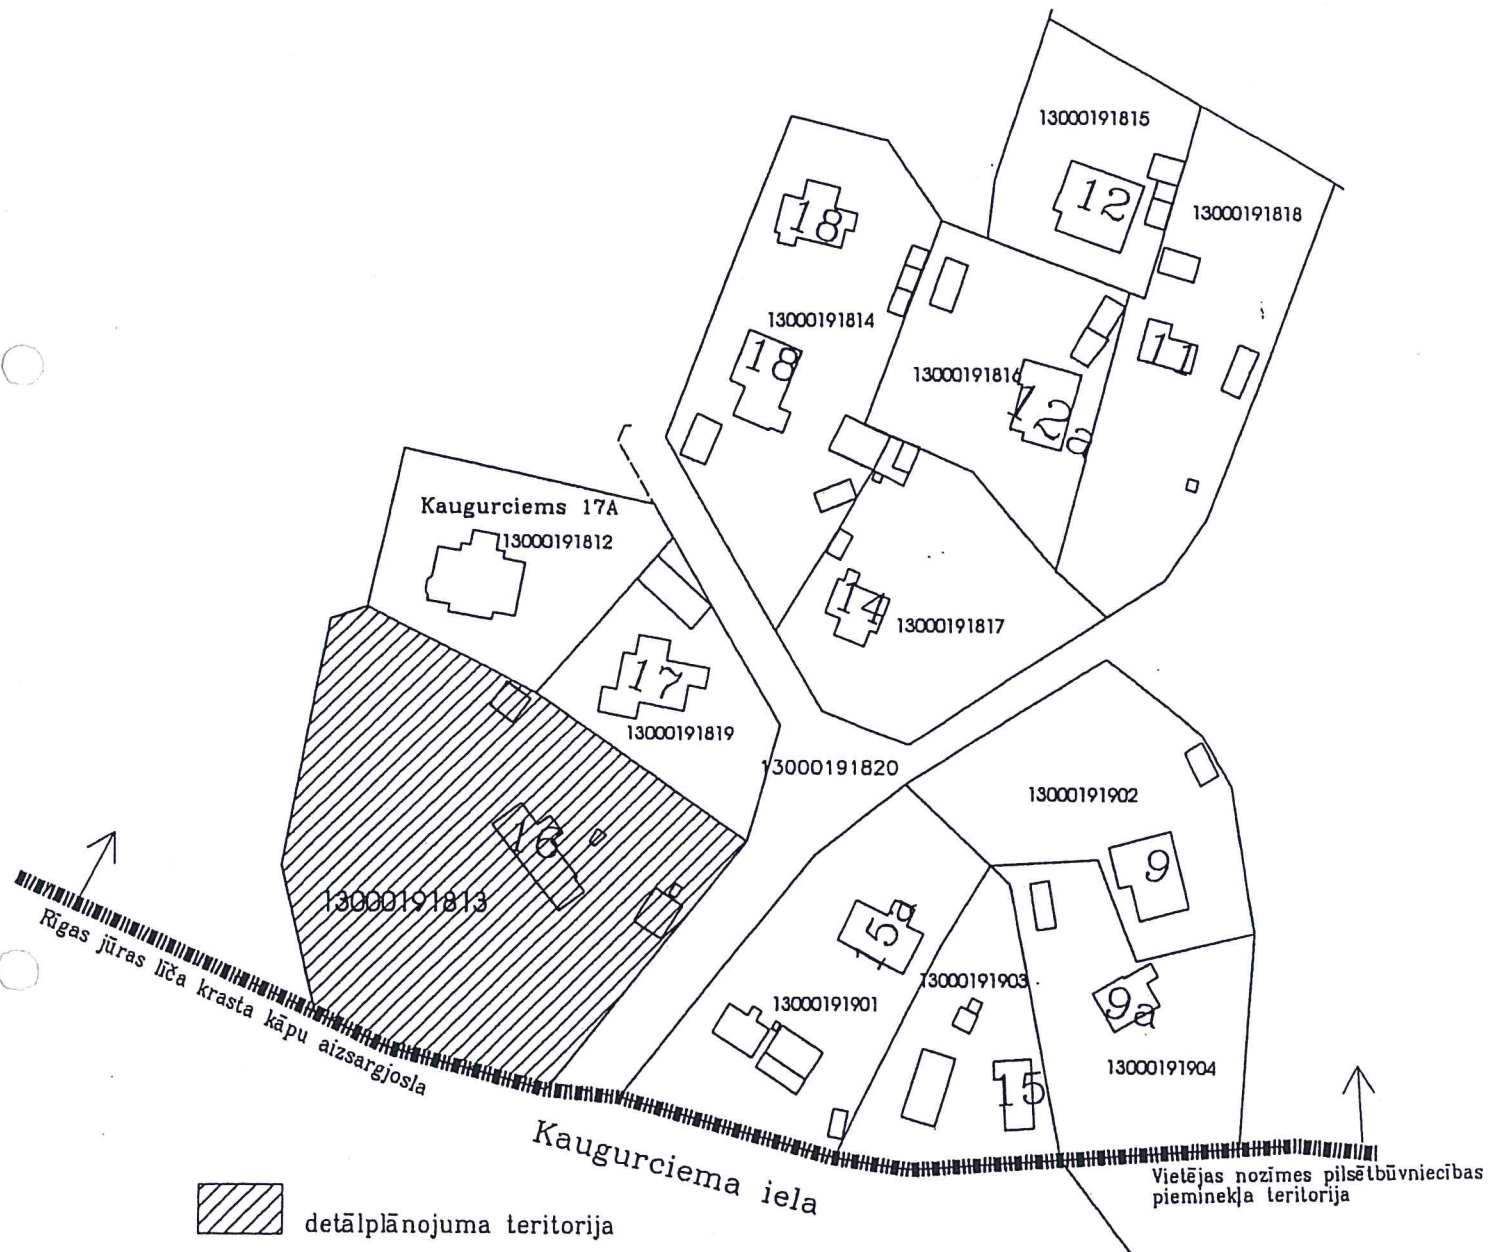 13000191815
12
13000191818
18
13000191814
18
13000191816
12a
11
Kaugurciems 17A
13000191812
14
13000191817
17
13000191819
13000191820
13000191902
9
16
13000191813
15a
13000191903
13000191901
9a
13000191904
15
Rīgas jūras līča krasta kāpu aizsargjosla
Kaugurciema iela
Vietējas nozīmes pilsētbūvniecības
pieminekļa teritorija
detālplānojuma teritorija